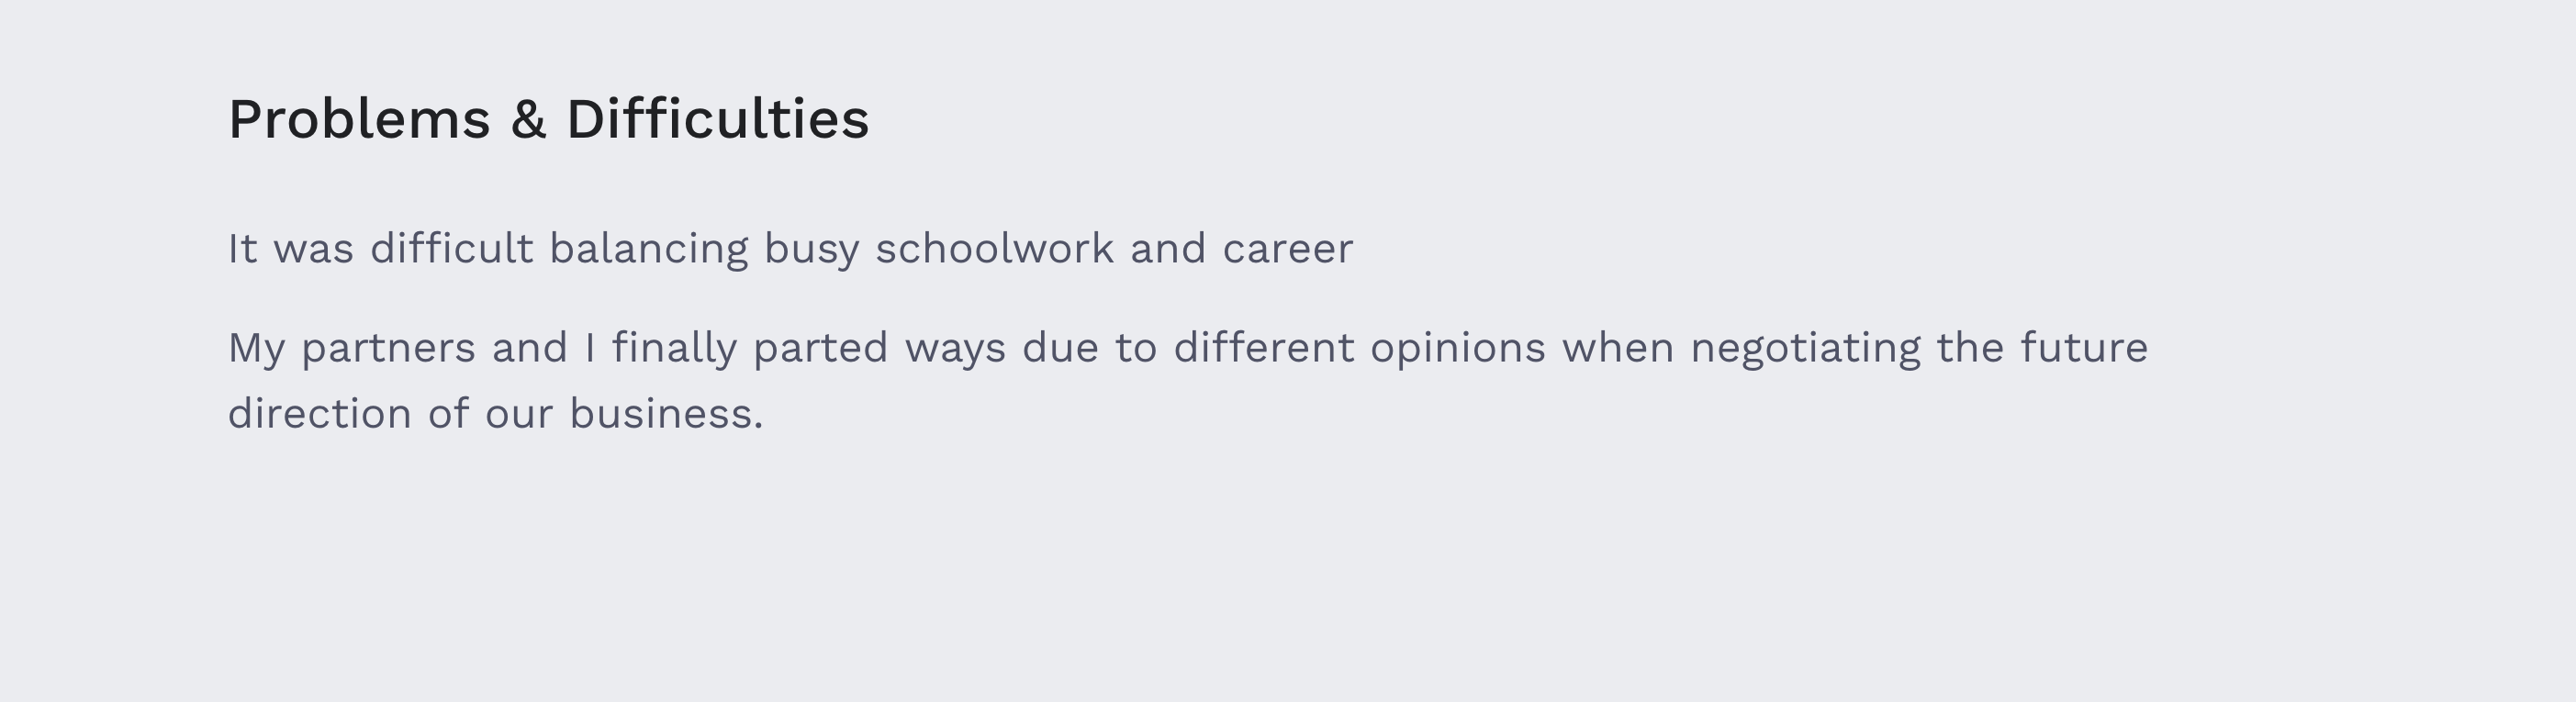 Problems & Difficulties
It was difficult balancing busy schoolwork and career
My partners and I finally parted ways due to different opinions when negotiating the future
direction of our business.